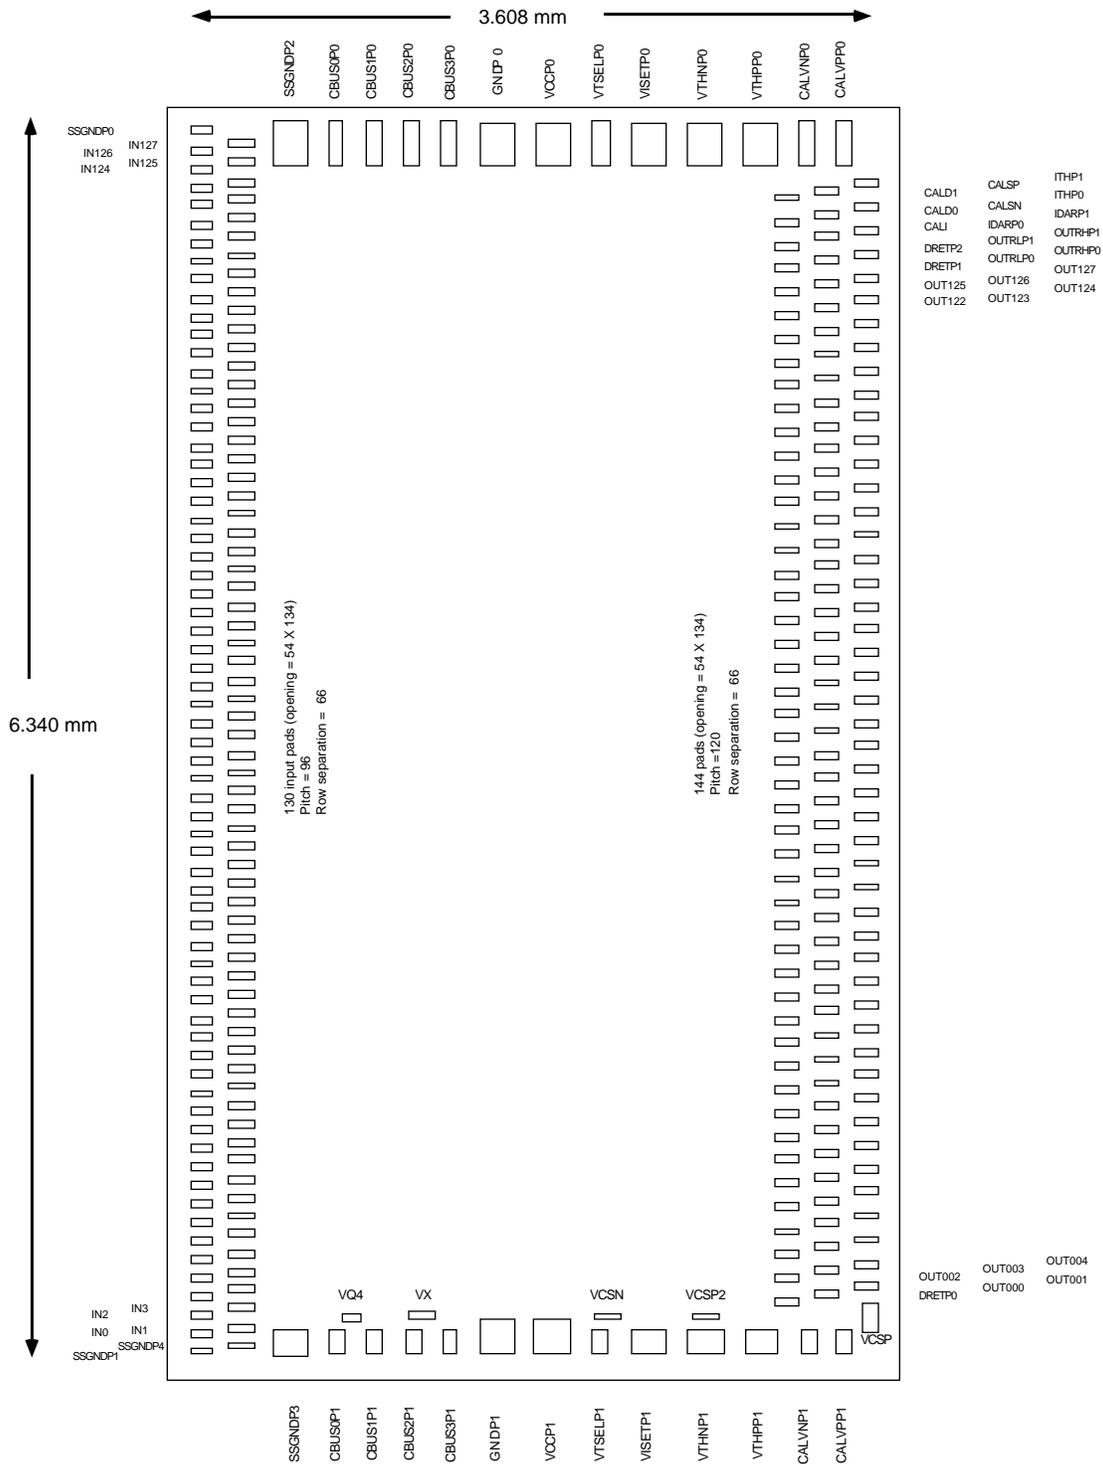 3.608 mm
SSGNDP2
CBUS0P0
CBUS1P0
CBUS2P0
CBUS3P0
GNDP 0
VCCP0
VTSELP0
VISETP0
VTHNP0
VTHPP0
CALVNP0
CALVPP0
SSGNDP0
IN127
IN126
IN125
IN124
ITHP1
CALSP
CALD1
ITHP0
CALSN
CALD0
IDARP1
IDARP0
CALI
OUTRHP1
OUTRLP1
DRETP2
OUTRHP0
OUTRLP0
DRETP1
OUT127
OUT126
OUT125
OUT124
OUT123
OUT122
130 input pads (opening = 54 X 134)
Pitch = 96
Row separation = 66
144 pads (opening = 54 X 134)
Pitch =120
Row separation = 66
6.340 mm
OUT004
OUT003
OUT002
OUT001
OUT000
DRETP0
VQ4
VX
VCSN
VCSP2
VCSP
IN3
IN2
IN1
IN0
SSGNDP4
SSGNDP1
SSGNDP3
CBUS0P1
CBUS1P1
CBUS2P1
CBUS3P1
GNDP1
VCCP1
VTSELP1
VISETP1
VTHNP1
VTHPP1
CALVNP1
CALVPP1